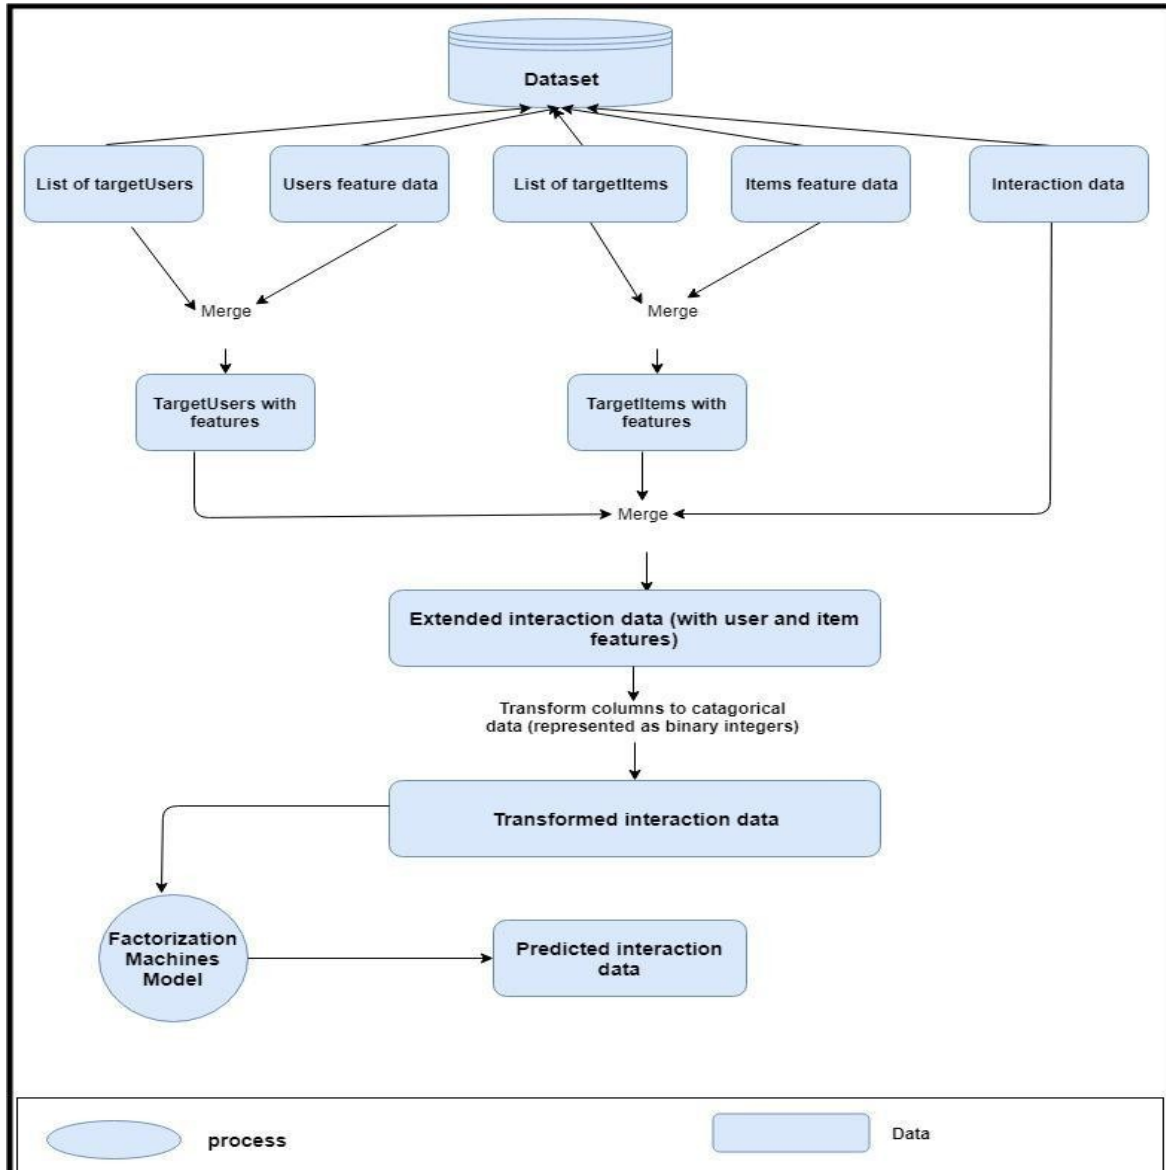 Dataset
List of targetUsers
Users feature data
List of targetItems
Items feature data
Interaction data
Merge
Merge
TargetUsers with
features
TargetItems with
features
Merge
Extended interaction data (with user and item
features)
Transform columns to catagorical
data (represented as binary integers)
Transformed interaction data
Factorization
Machines
Model
Predicted interaction
data
process
Data